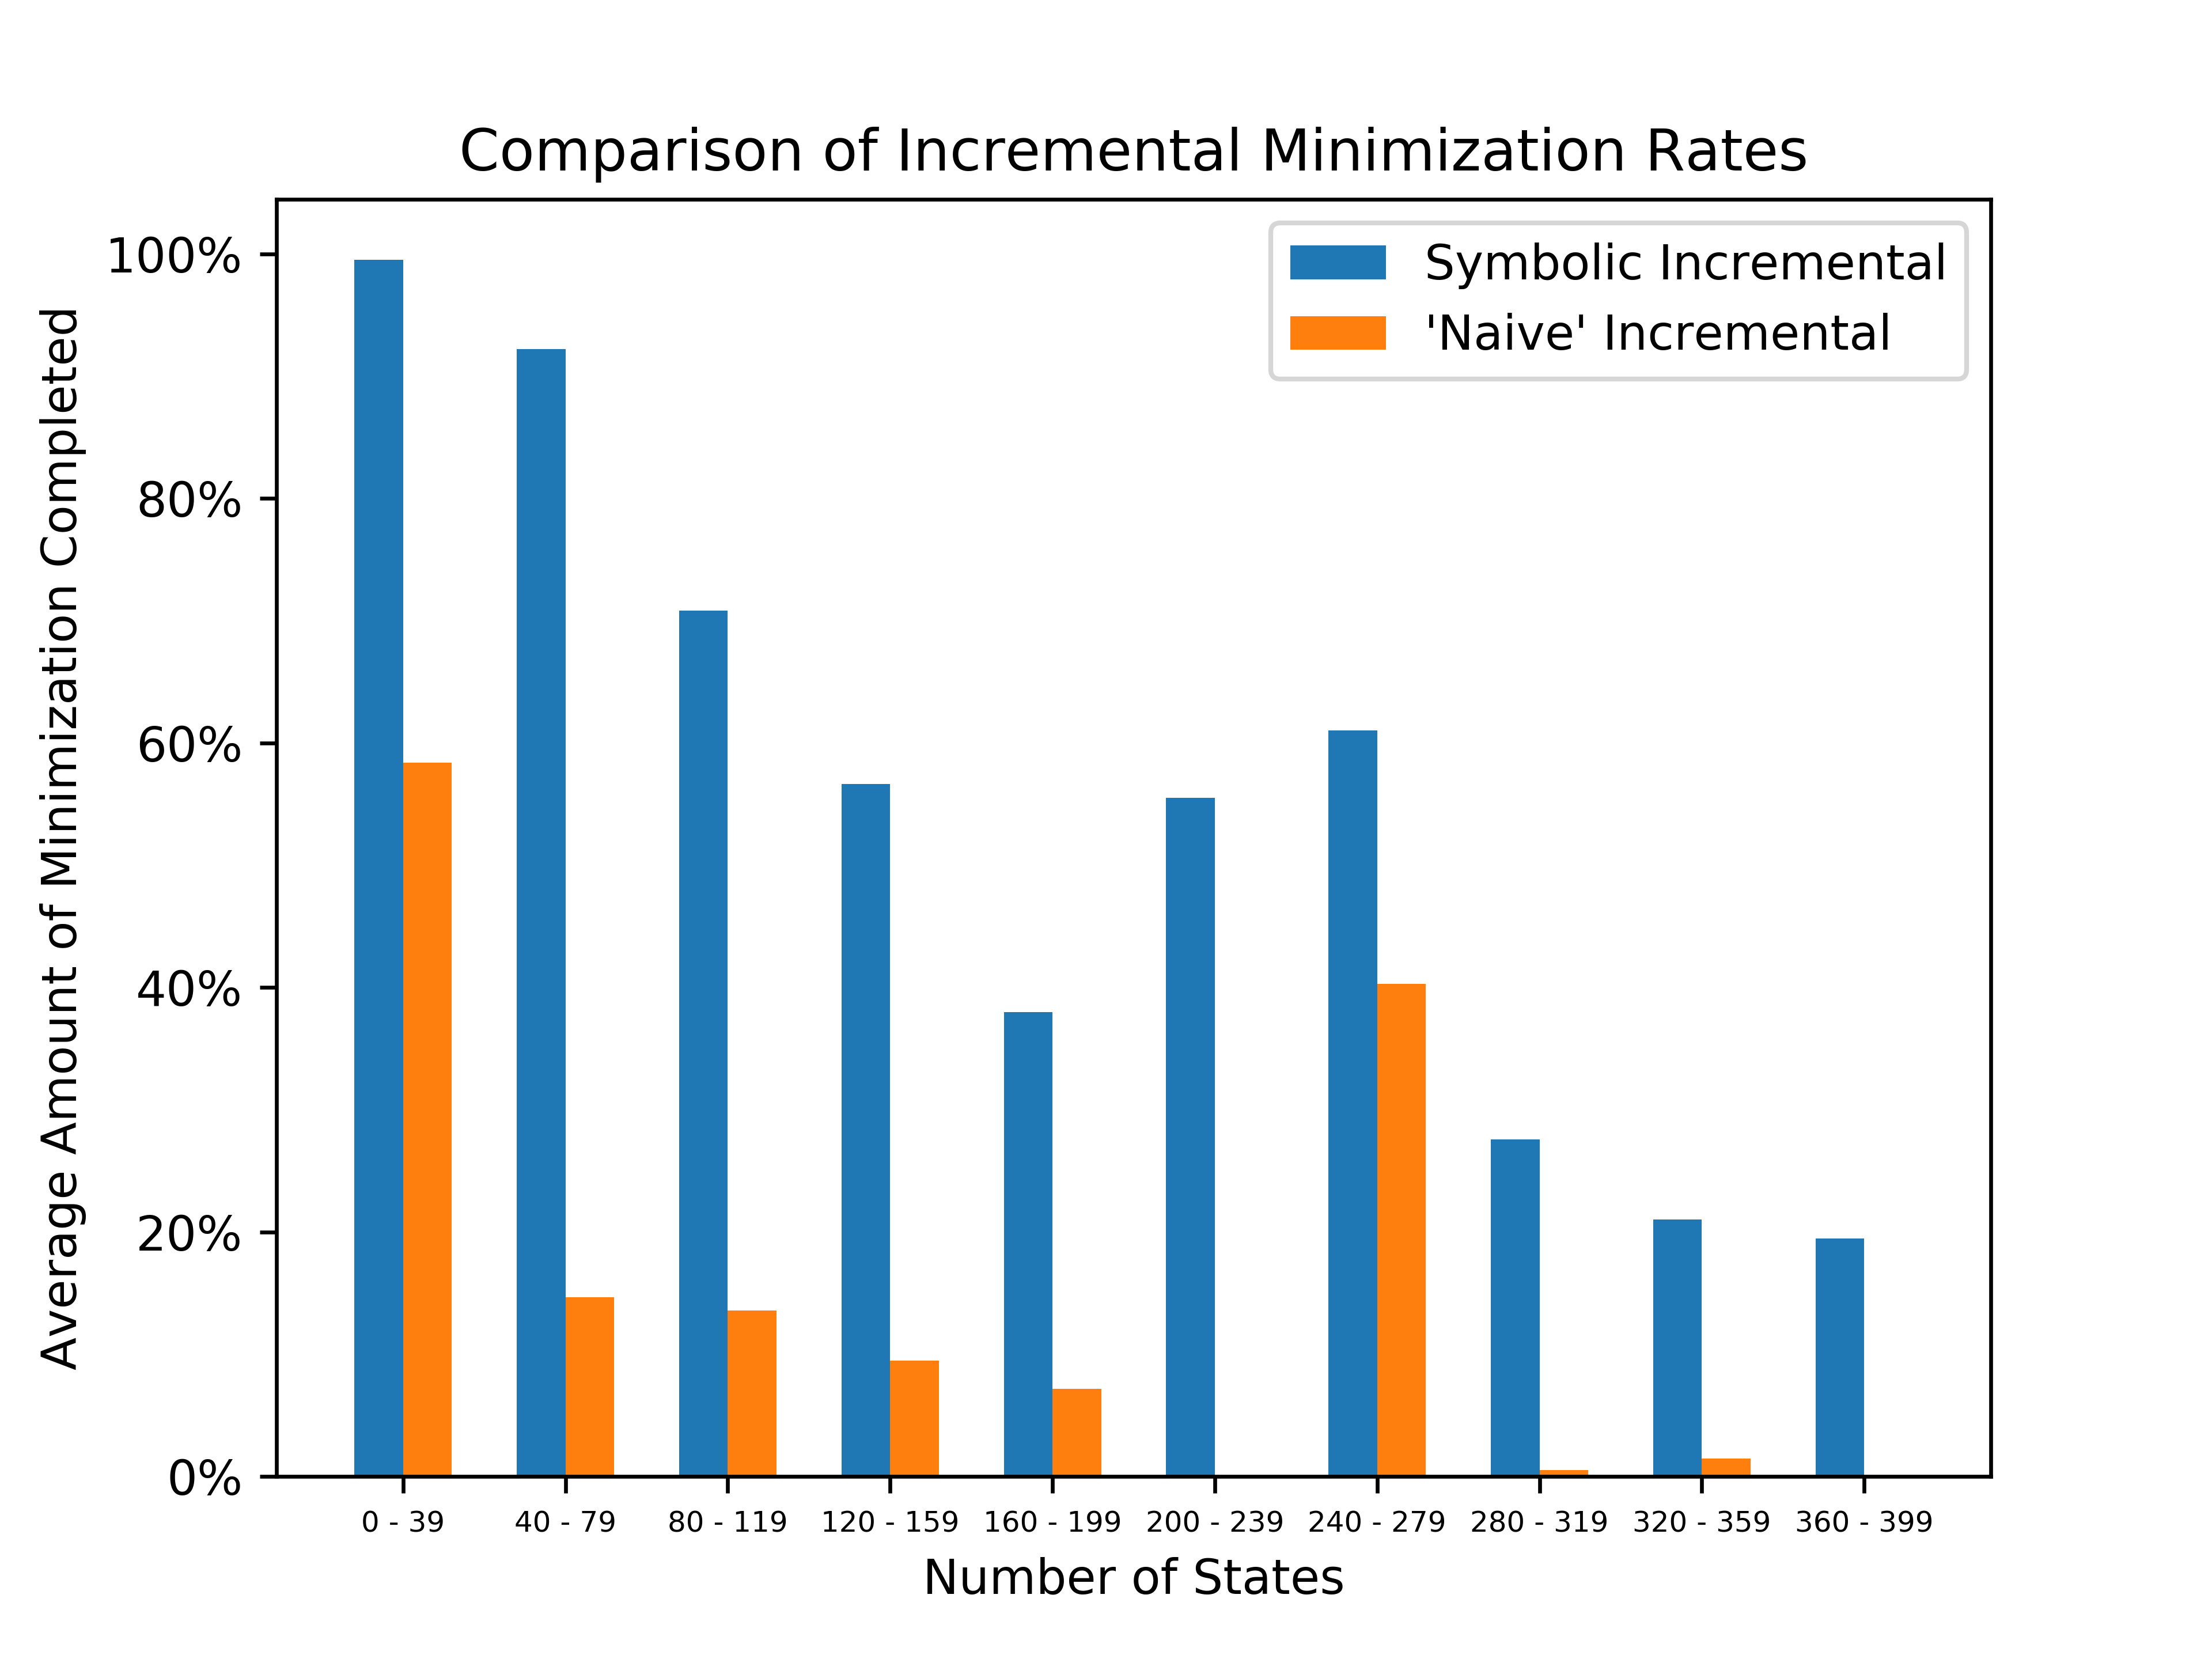 Comparison of Incremental Minimization Rates
Symbolic Incremental
'Naive' Incremental
Average Amount of Minimization Completed
100%
80%
60%
40%
20%
0%
0 - 39
40 - 79
80 - 119
120 - 159
160 - 199
200 - 239
240 - 279
280 - 319
320 - 359
360 - 399
Number of States